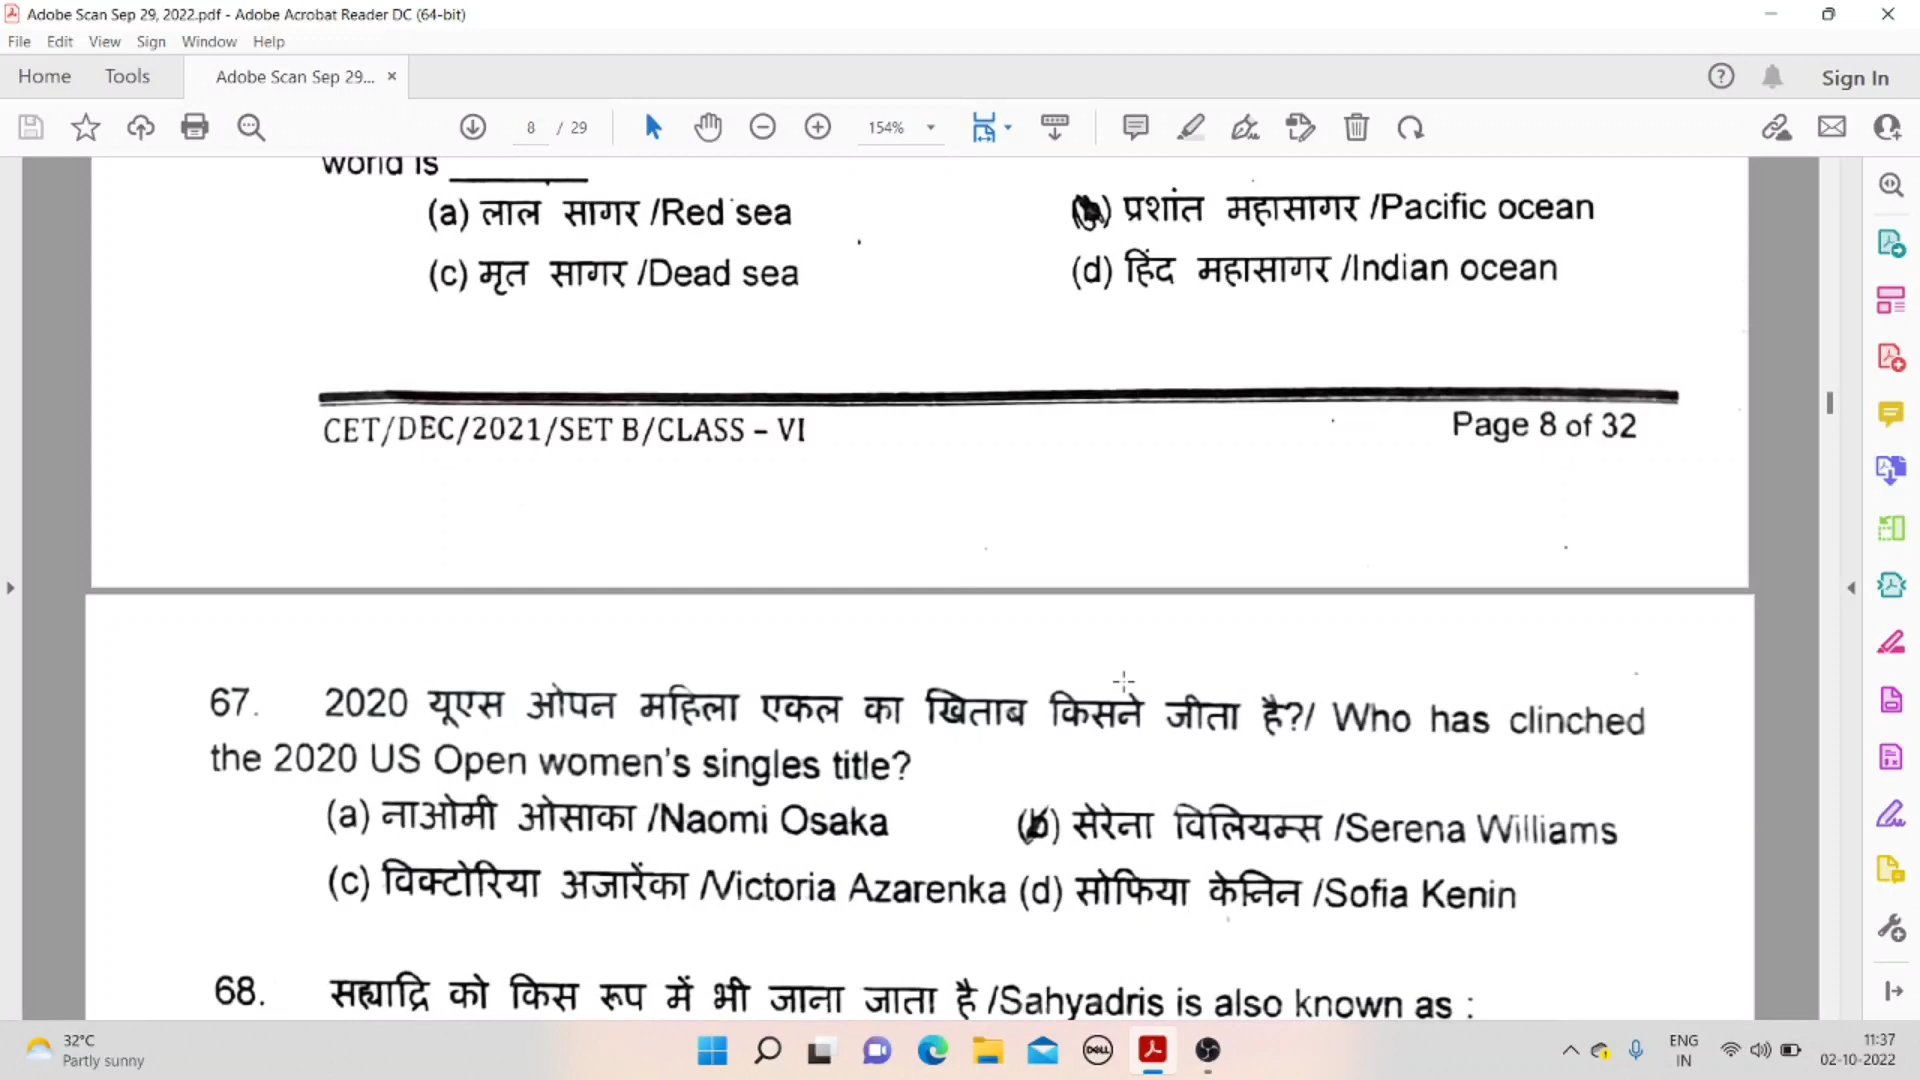 Adobe Scan Sep 29, 2022.pdf - Adobe Acrobat Reader DC (64-bit)
File Edit View Sign Window Help
Home Tools Adobe Scan Sep 29... × Sign In
8 / 29 154%
world is ______
(a) लाल सागर /Red sea (b) प्रशांत महासागर /Pacific ocean
(c) मृत सागर /Dead sea (d) हिंद महासागर /Indian ocean
CET/DEC/2021/SET B/CLASS – VI Page 8 of 32
67. 2020 यूएस ओपन महिला एकल का खिताब किसने जीता है?/ Who has clinched
the 2020 US Open women's singles title?
(a) नाओमी ओसाका /Naomi Osaka (b) सेरेना विलियम्स /Serena Williams
(c) विक्टोरिया अजारेंका /Victoria Azarenka (d) सोफिया केनिन /Sofia Kenin
68. सह्याद्रि को किस रूप में भी जाना जाता है /Sahyadris is also known as :
32°C
Partly sunny
DELL
ENG
IN
11:37
02-10-2022